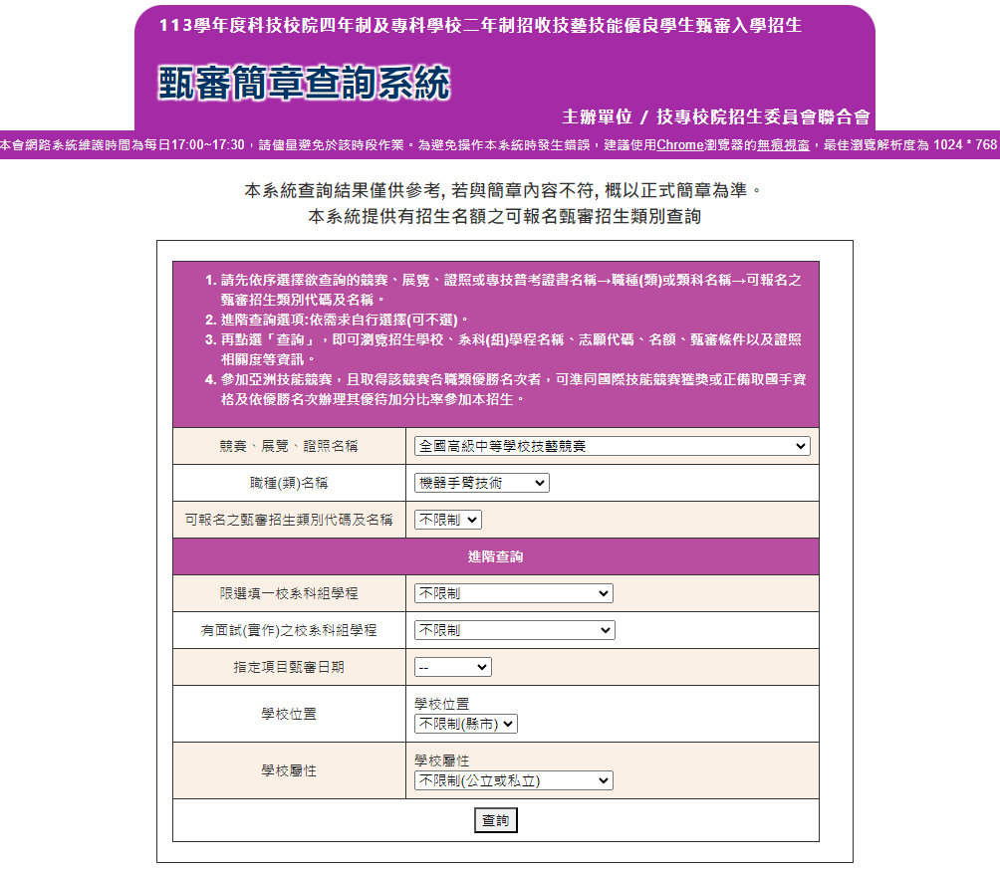 113學年度科技校院四年制及專科學校二年制招收技藝技能優良學生甄審入學招生
甄審簡章查詢系統
主辦單位 / 技專校院招生委員會聯合會
本會網路系統維護時間為每日17:00~17:30，請儘量避免於該時段作業。為避免操作本系統時發生錯誤，建議使用Chrome瀏覽器的無痕視窗，最佳瀏覽解析度為 1024 * 768
本系統查詢結果僅供參考, 若與簡章內容不符, 概以正式簡章為準。
本系統提供有招生名額之可報名甄審招生類別查詢
1. 請先依序選擇欲查詢的競賽、展覽、證照或專技普考證書名稱→職種(類)或類科名稱→可報名之
甄審招生類別代碼及名稱。
2. 進階查詢選項:依需求自行選擇(可不選)。
3. 再點選「查詢」，即可瀏覽招生學校、系科(組)學程名稱、志願代碼、名額、甄審條件以及證照
相關度等資訊。
4. 參加亞洲技能競賽，且取得該競賽各職類優勝名次者，可準同國際技能競賽獲獎或正備取國手資
格及依優勝名次辦理其優待加分比率參加本招生。
競賽、展覽、證照名稱
全國高級中等學校技藝競賽
職種(類)名稱
機器手臂技術
可報名之甄審招生類別代碼及名稱
不限制
進階查詢
限選填一校系科組學程
不限制
有面試(實作)之校系科組學程
不限制
指定項目甄審日期
--
學校位置
學校位置
不限制(縣市)
學校屬性
學校屬性
不限制(公立或私立)
查詢